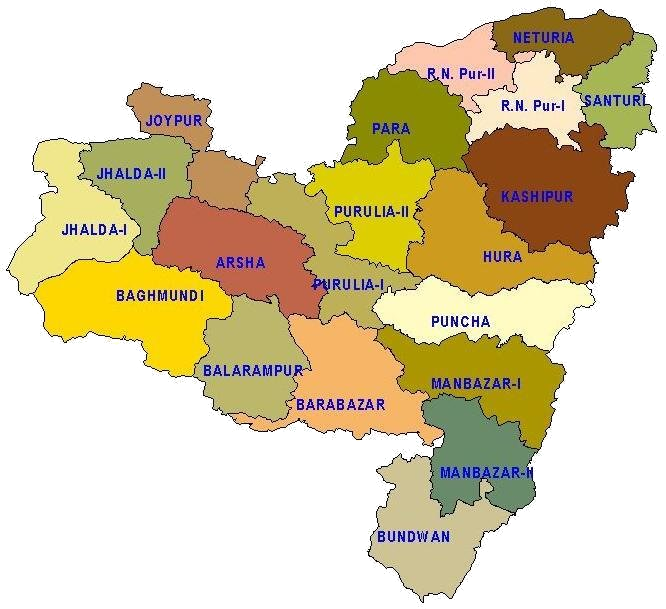 NETURIA
R.N. Pur-II
R.N. Pur-I
SANTURI
JOYPUR
PARA
JHALDA-II
KASHIPUR
PURULIA-II
JHALDA-I
HURA
ARSHA
PURULIA-I
BAGHMUNDI
PUNCHA
BALARAMPUR
MANBAZAR-I
BARABAZAR
MANBAZAR-II
BUNDWAN